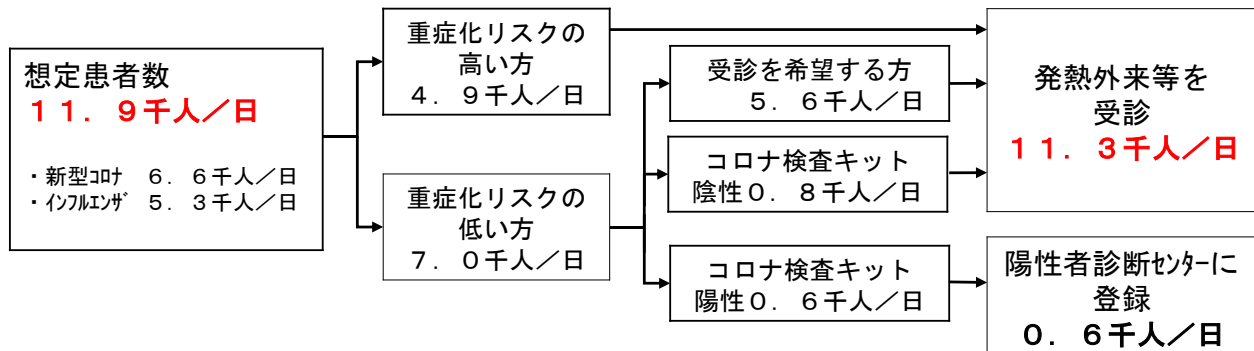 想定患者数
１１．９千人／日
・新型ｺﾛﾅ　６．６千人／日
・ｲﾝﾌﾙｴﾝｻﾞ　５．３千人／日
重症化リスクの
高い方
４．９千人／日
重症化リスクの
低い方
７．０千人／日
受診を希望する方
５．６千人／日
コロナ検査キット
陰性０．８千人／日
コロナ検査キット
陽性０．６千人／日
発熱外来等を
受診
１１．３千人／日
陽性者診断ｾﾝﾀｰに
登録
０．６千人／日